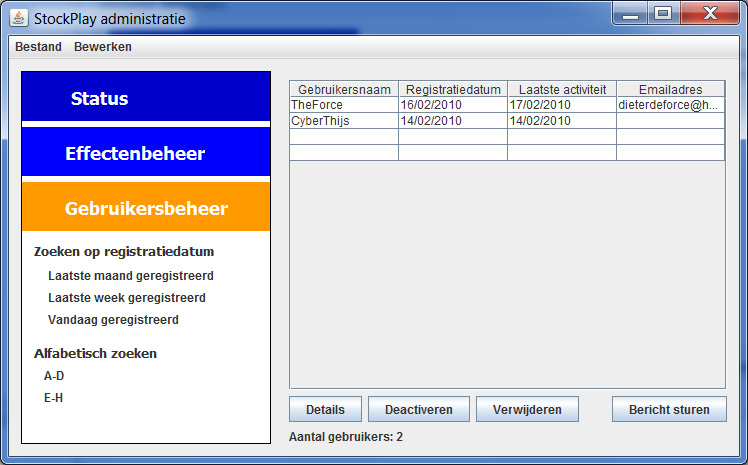 StockPlay administratie
Bestand Bewerken
Status
Effectenbeheer
Gebruikersbeheer
Zoeken op registratiedatum
Laatste maand geregistreerd
Laatste week geregistreerd
Vandaag geregistreerd
Alfabetisch zoeken
A-D
E-H
Gebruikersnaam Registratiedatum Laatste activiteit Emailadres
TheForce 16/02/2010 17/02/2010 dieterdeforce@h...
CyberThijs 14/02/2010 14/02/2010
Details Deactiveren Verwijderen Bericht sturen
Aantal gebruikers: 2